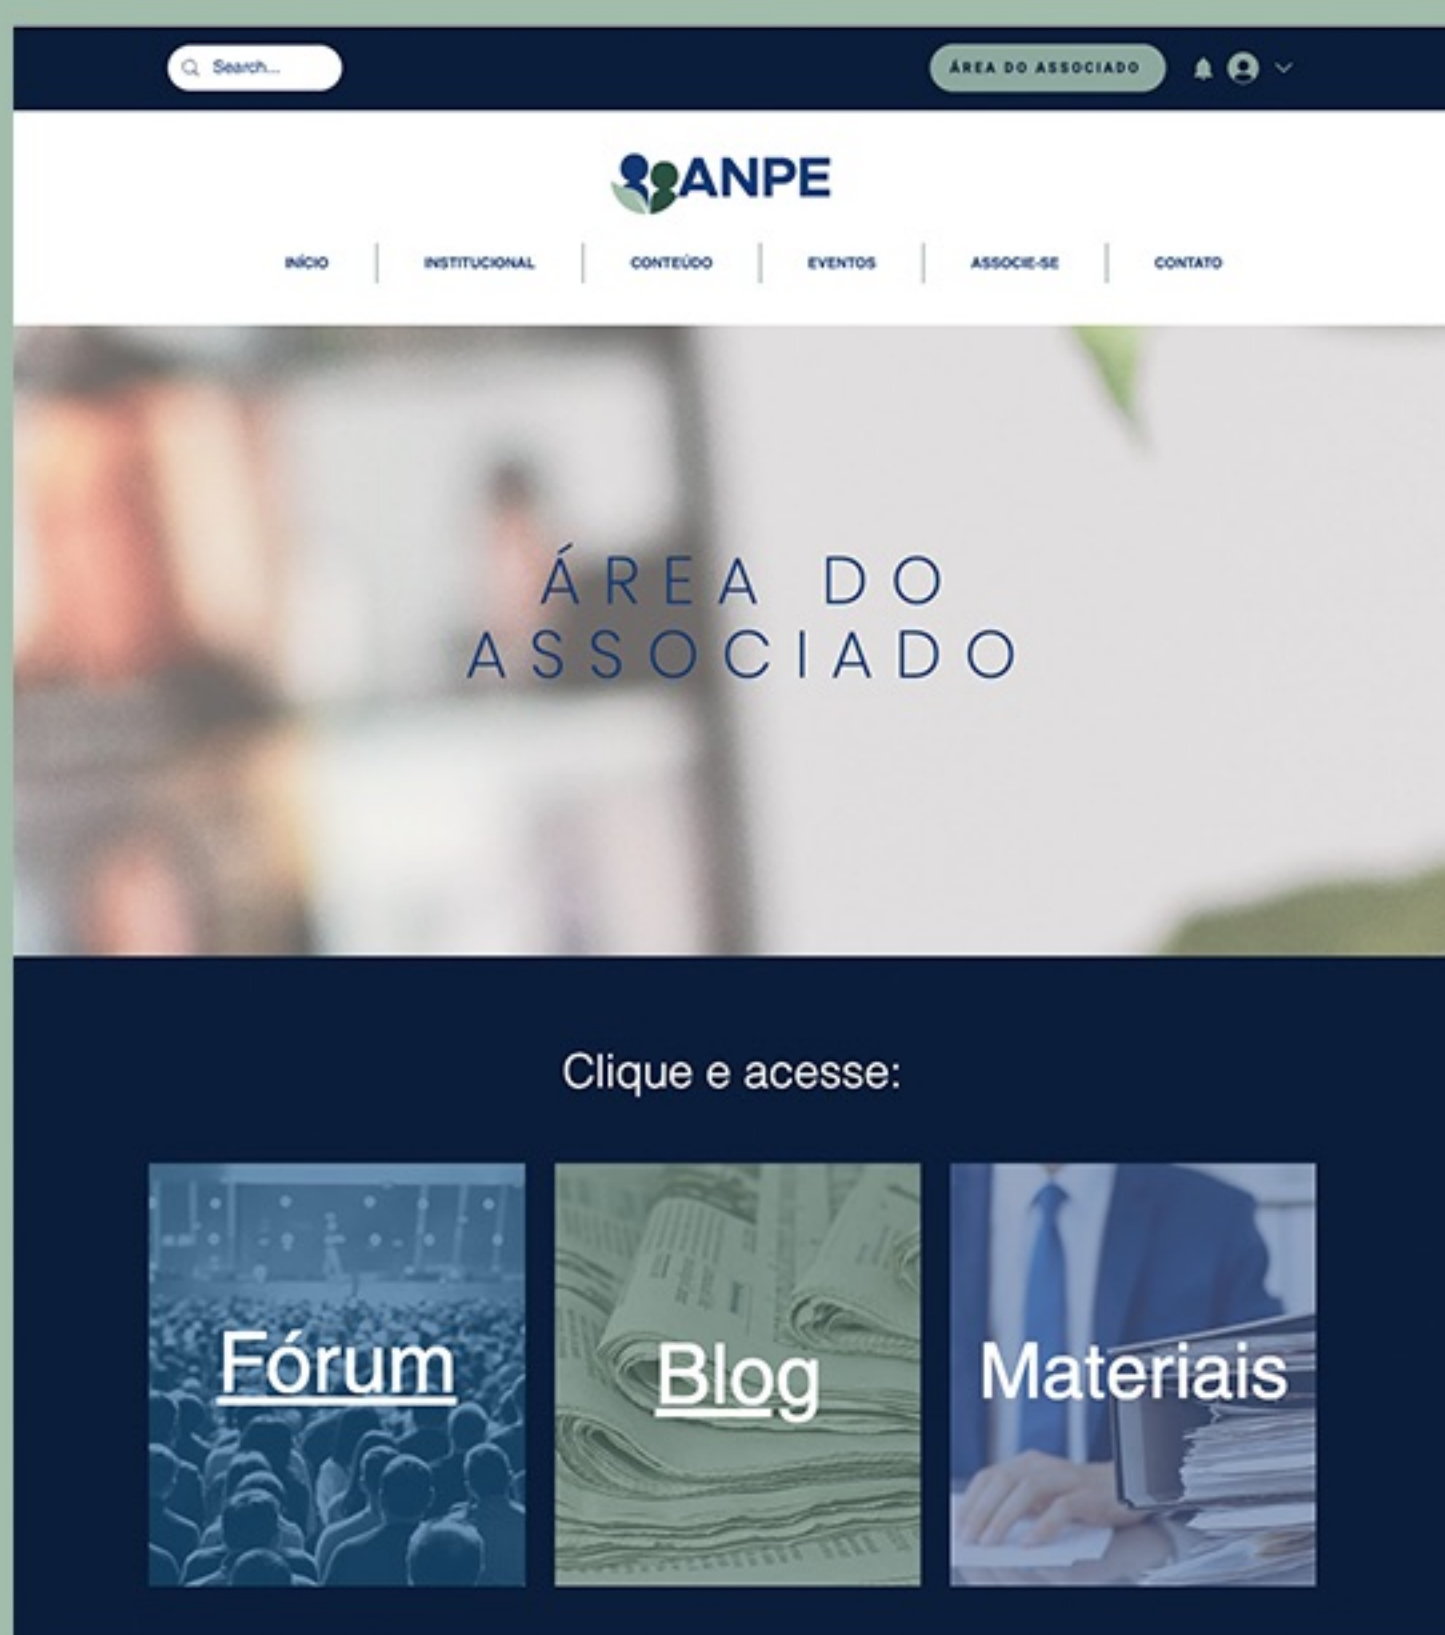 Search...
ÁREA DO ASSOCIADO
ANPE
INÍCIO
INSTITUCIONAL
CONTEÚDO
EVENTOS
ASSOCIE-SE
CONTATO
ÁREA DO
ASSOCIADO
Clique e acesse:
Fórum
Blog
Materiais